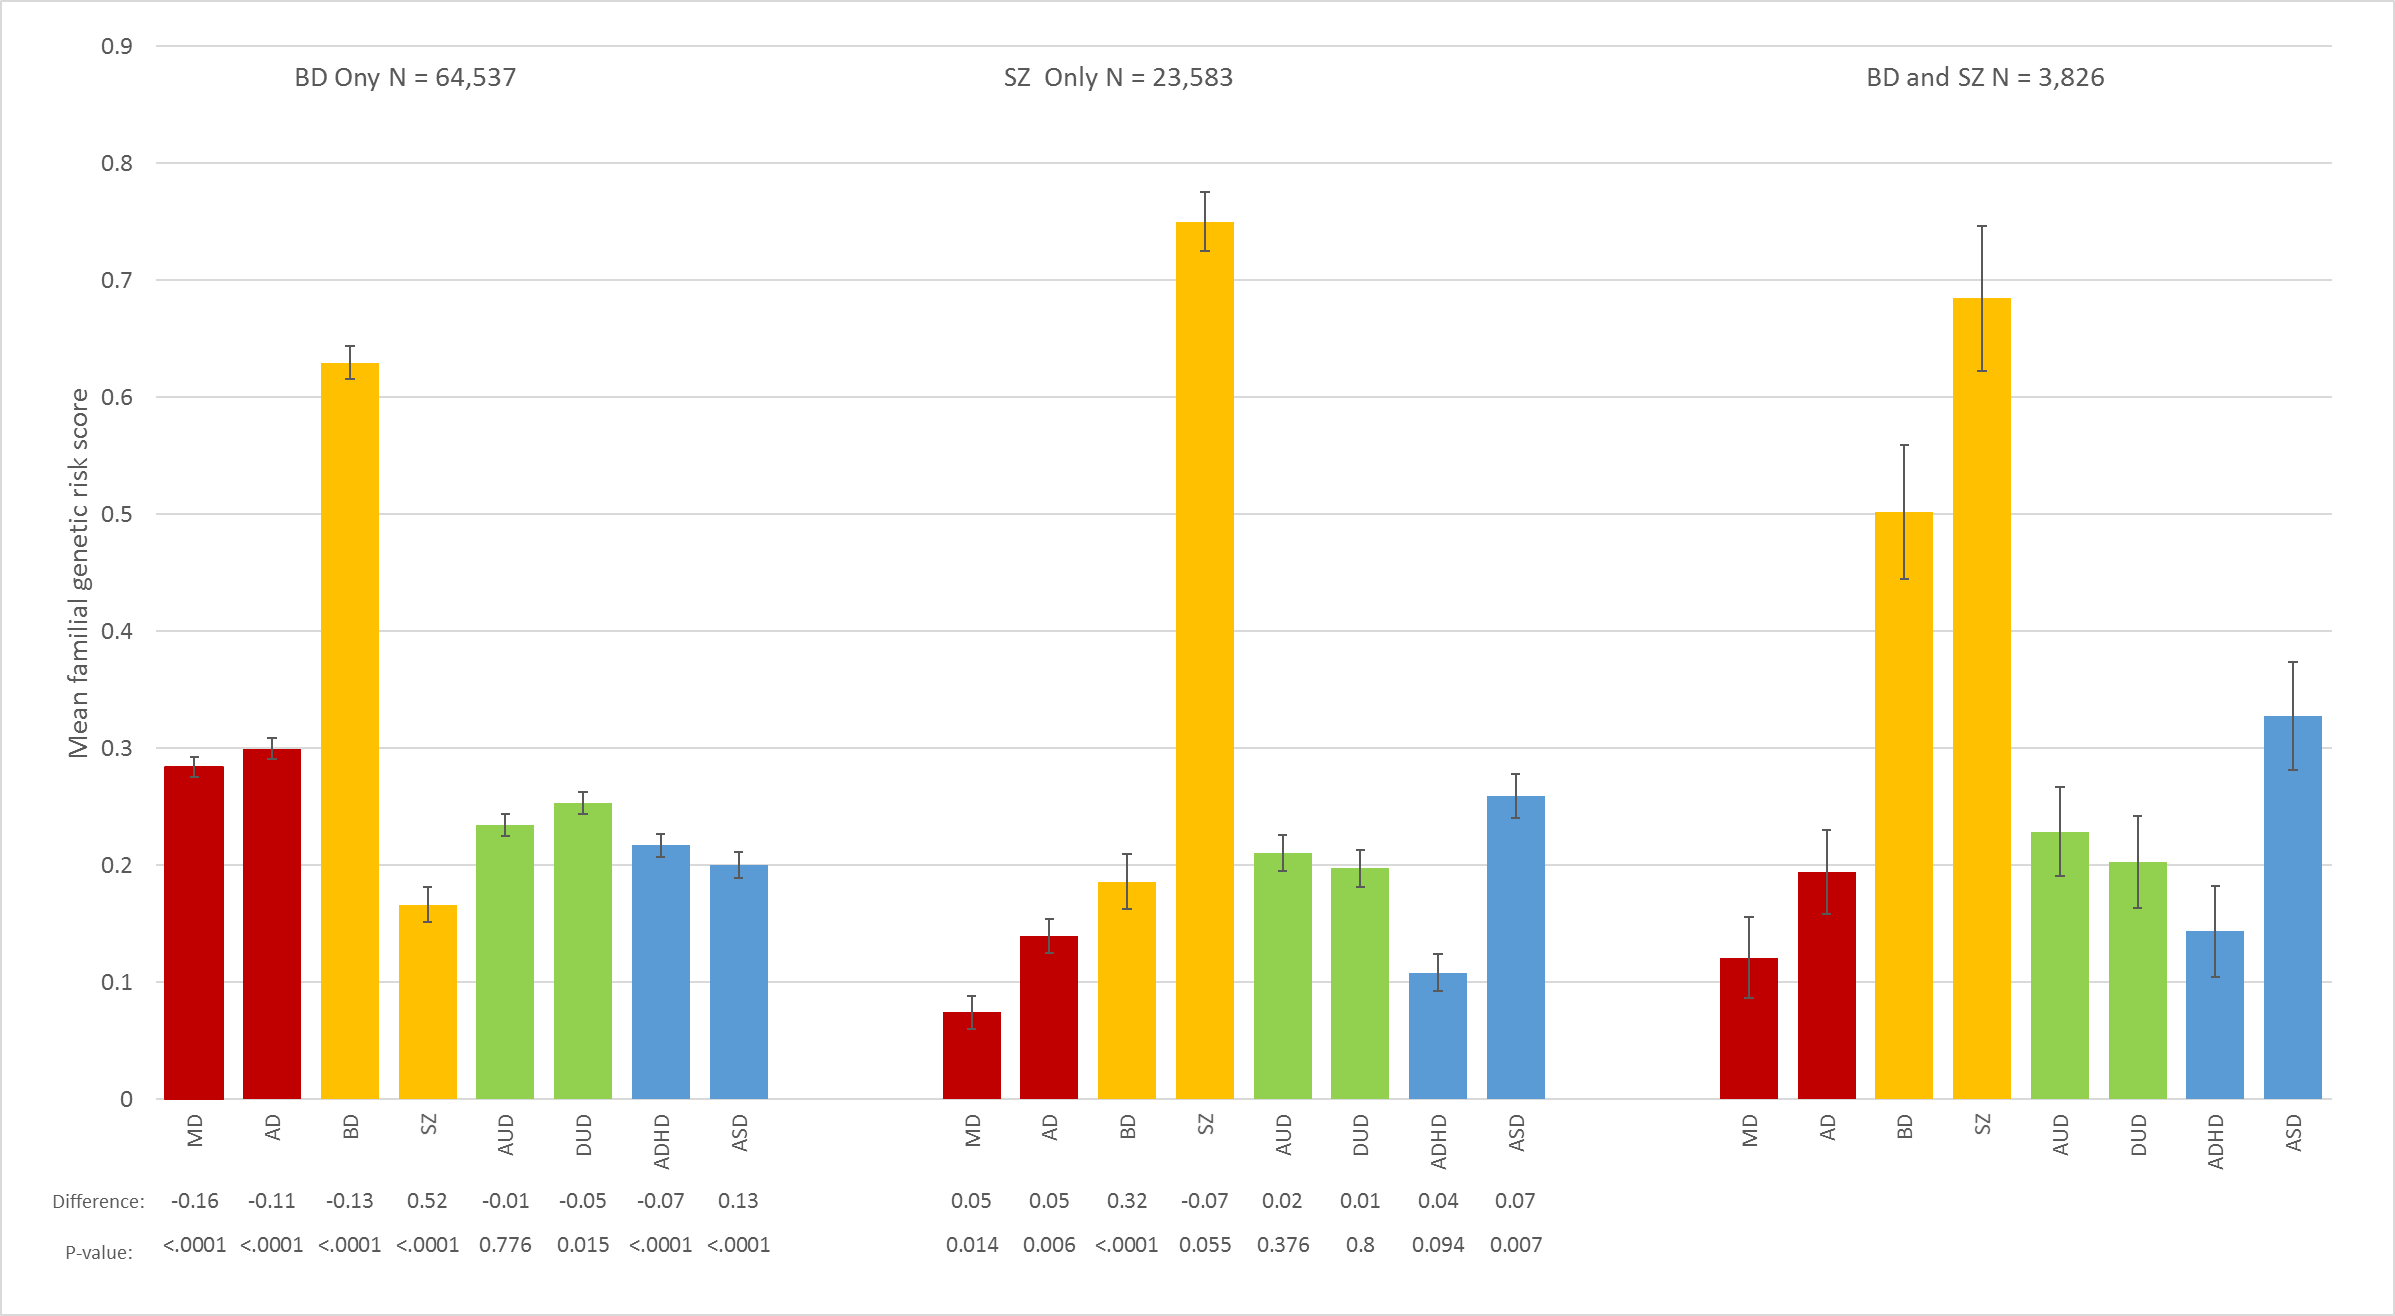 BD Ony N = 64,537 SZ  Only N = 23,583 BD and SZ N = 3,826
Mean familial genetic risk score
0.9
0.8
0.7
0.6
0.5
0.4
0.3
0.2
0.1
0
MD AD BD SZ AUD DUD ADHD ASD MD AD BD SZ AUD DUD ADHD ASD MD AD BD SZ AUD DUD ADHD ASD
Difference: -0.16 -0.11 -0.13 0.52 -0.01 -0.05 -0.07 0.13 0.05 0.05 0.32 -0.07 0.02 0.01 0.04 0.07
P-value: <.0001 <.0001 <.0001 <.0001 0.776 0.015 <.0001 <.0001 0.014 0.006 <.0001 0.055 0.376 0.8 0.094 0.007